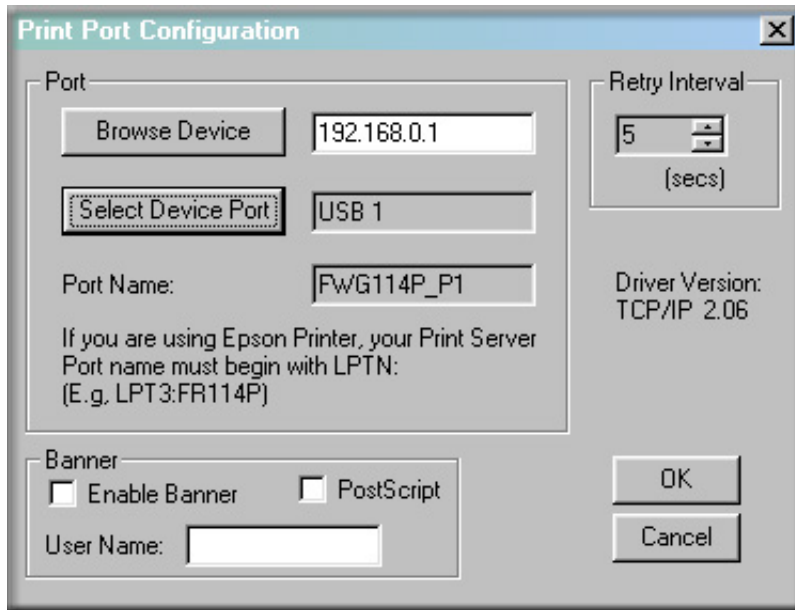 Print Port Configuration
Port
Browse Device
192.168.0.1
Select Device Port
USB 1
Port Name:
FWG114P_P1
If you are using Epson Printer, your Print Server
Port name must begin with LPTN:
(E.g, LPT3:FR114P)
Retry Interval
5
(secs)
Driver Version:
TCP/IP 2.06
Banner
Enable Banner
PostScript
User Name:
OK
Cancel